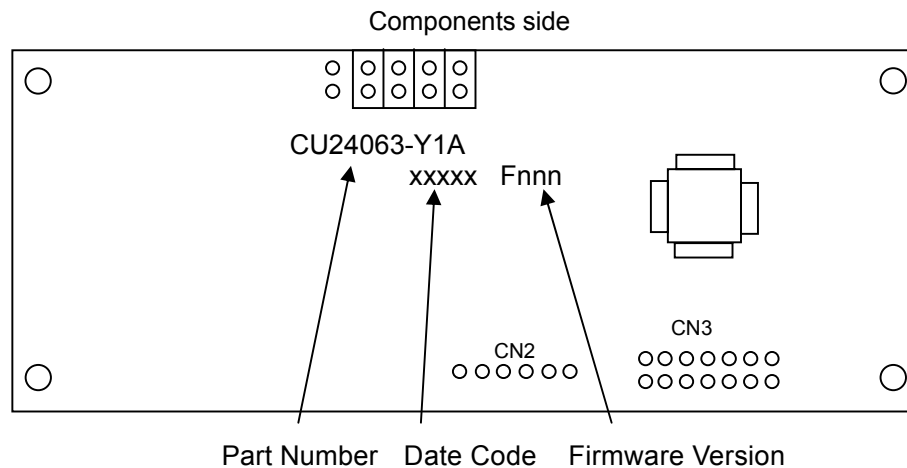 Components side
CU24063-Y1A
xxxxx Fnnn
CN3
CN2
Part Number Date Code Firmware Version